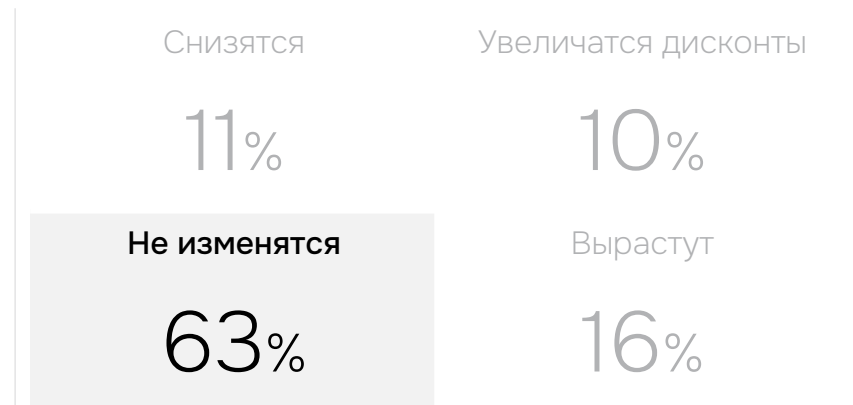 Снизятся
11%
Увеличатся дисконты
10%
Не изменятся
63%
Вырастут
16%